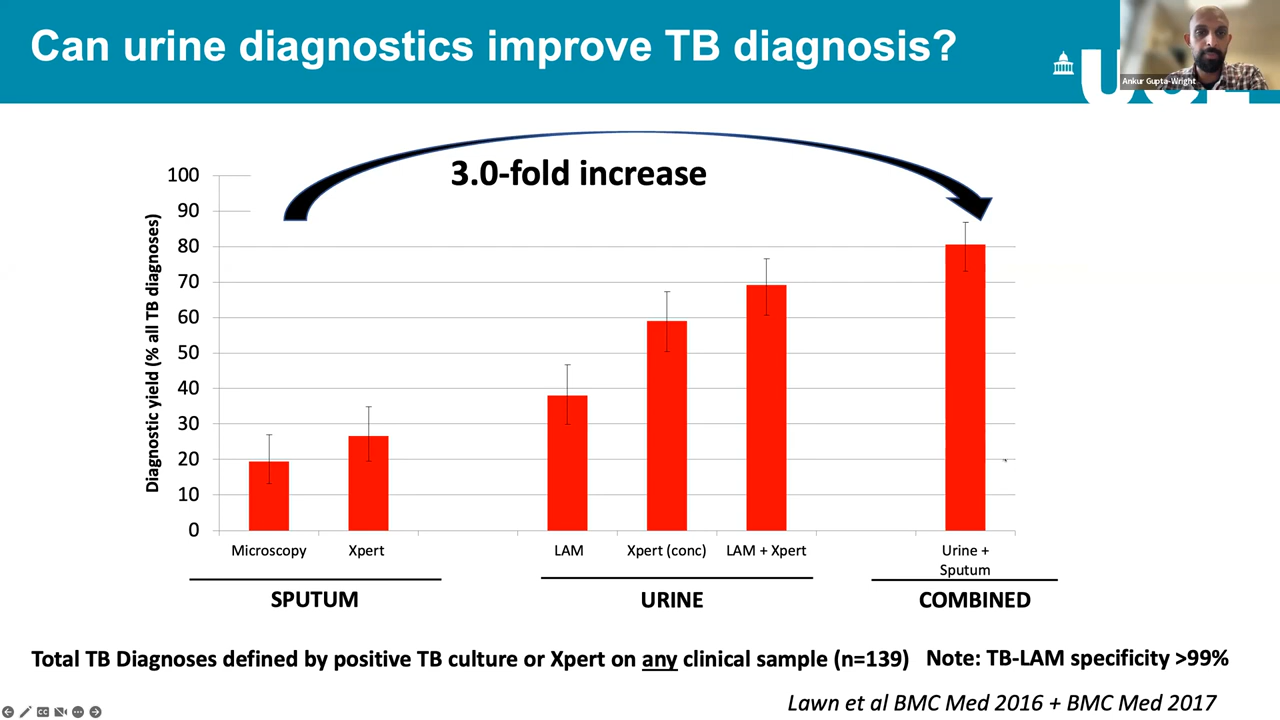 Can urine diagnostics improve TB diagnosis?
Ankur Gupta-Wright
3.0-fold increase
Diagnostic yield (% all TB diagnoses)
100
90
80
70
60
50
40
30
20
10
0
Microscopy
Xpert
LAM
Xpert (conc)
LAM + Xpert
Urine +
Sputum
SPUTUM
URINE
COMBINED
Total TB Diagnoses defined by positive TB culture or Xpert on any clinical sample (n=139)
Note: TB-LAM specificity >99%
Lawn et al BMC Med 2016 + BMC Med 2017